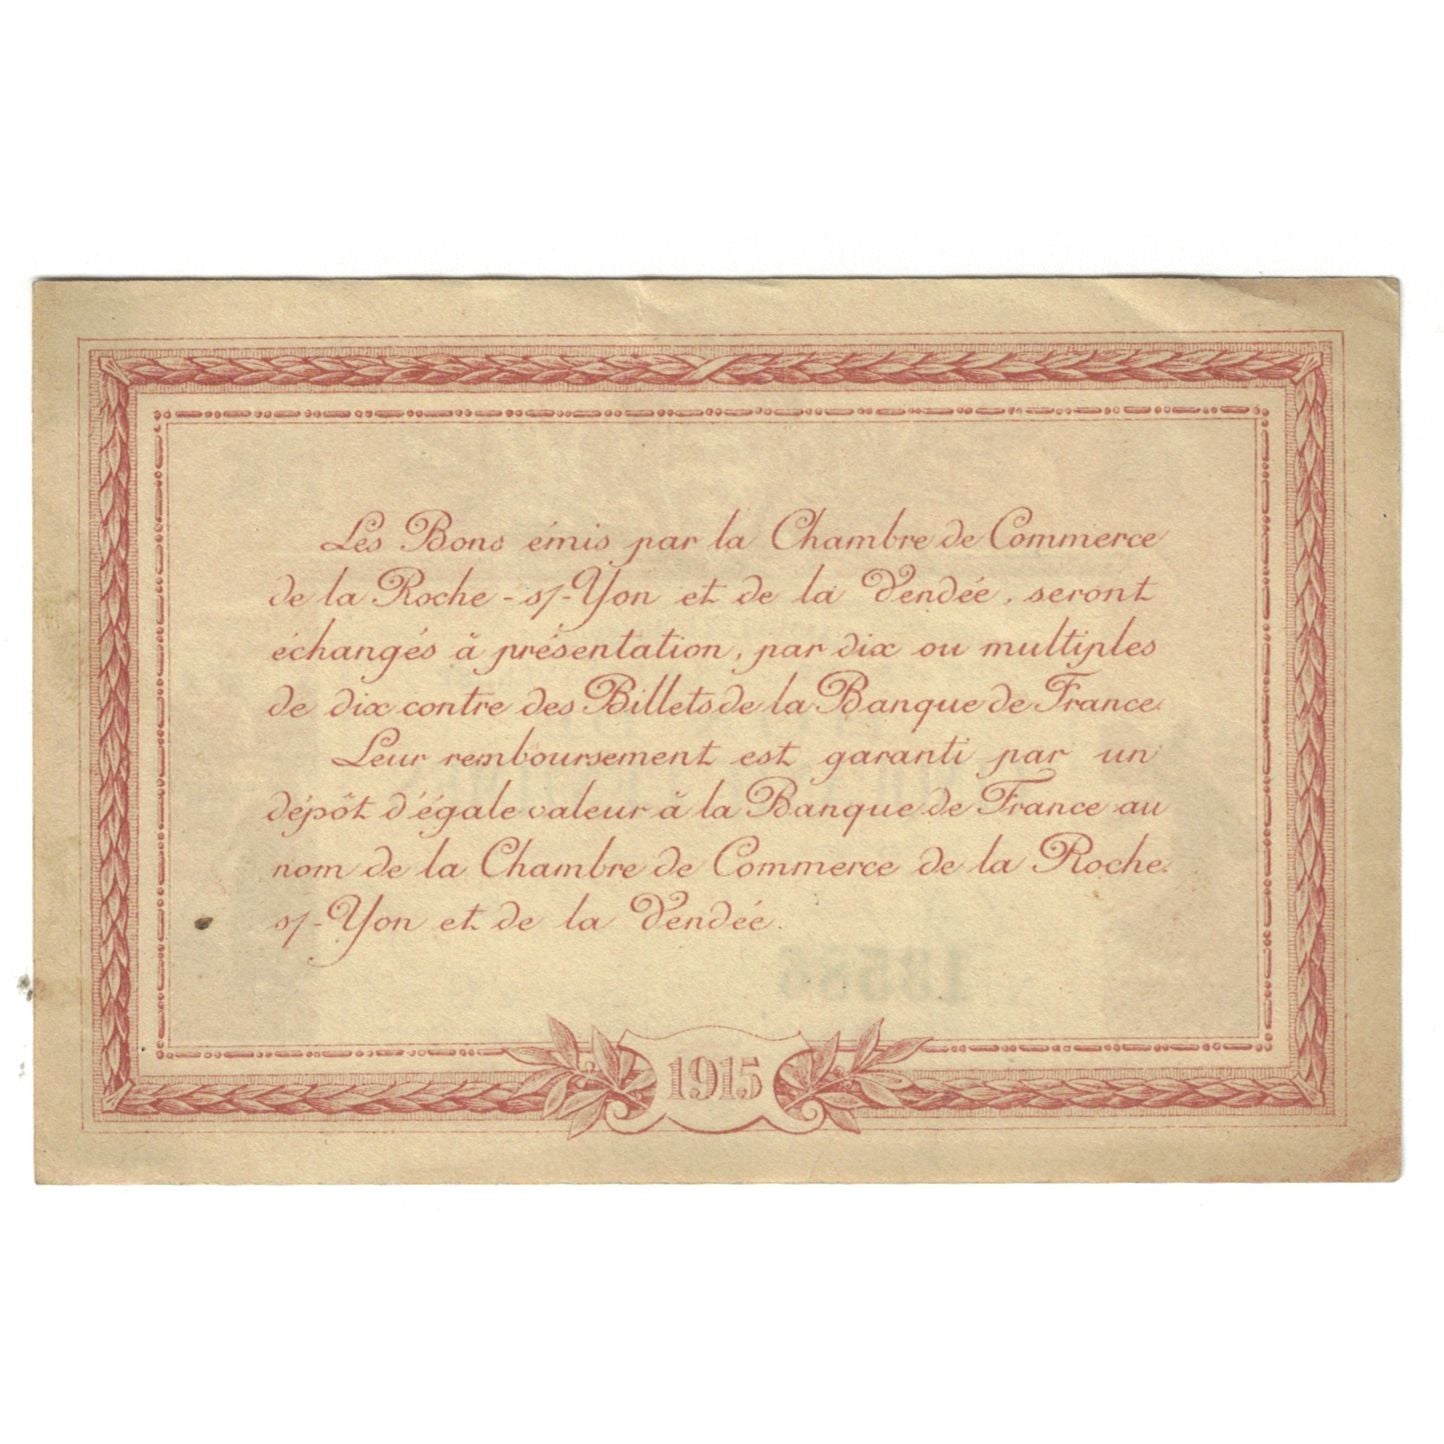 Les Bons émis par la Chambre de Commerce
de la Roche-s/-Yon et de la Vendée, seront
échangés à présentation, par dix ou multiples
de dix contre des Billets de la Banque de France.
Leur remboursement est garanti par un
dépôt d'égale valeur à la Banque de France au
nom de la Chambre de Commerce de la Roche-
s/-Yon et de la Vendée.
1915